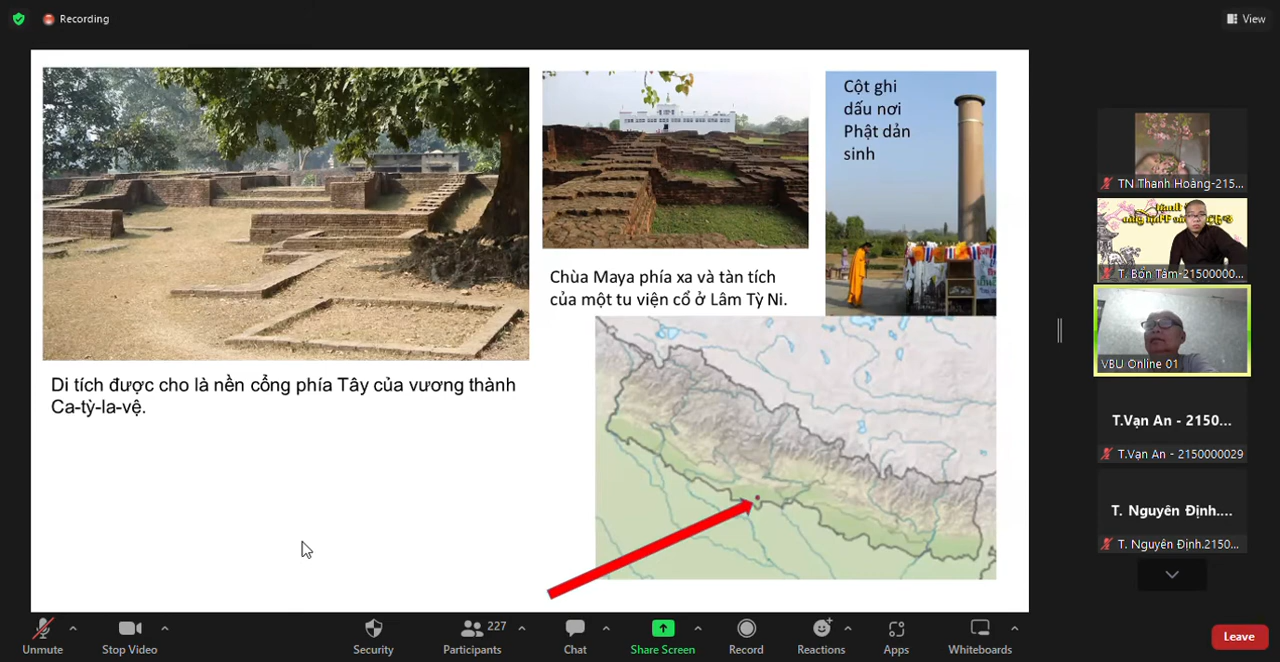 Recording
View
Cột ghi
dấu nơi
Phật dản
sinh
Chùa Maya phía xa và tàn tích
của một tu viện cổ ở Lâm Tỳ Ni.
Di tích được cho là nền cổng phía Tây của vương thành
Ca-tỳ-la-vệ.
TN Thanh Hoàng-215...
T. Bổn Tâm-21500000...
VBU Online 01
T.Vạn An - 2150...
T.Vạn An - 2150000029
T. Nguyên Định....
T. Nguyên Định.2150...
Unmute
Stop Video
Security
Participants
227
Chat
Share Screen
Record
Reactions
Apps
Whiteboards
Leave